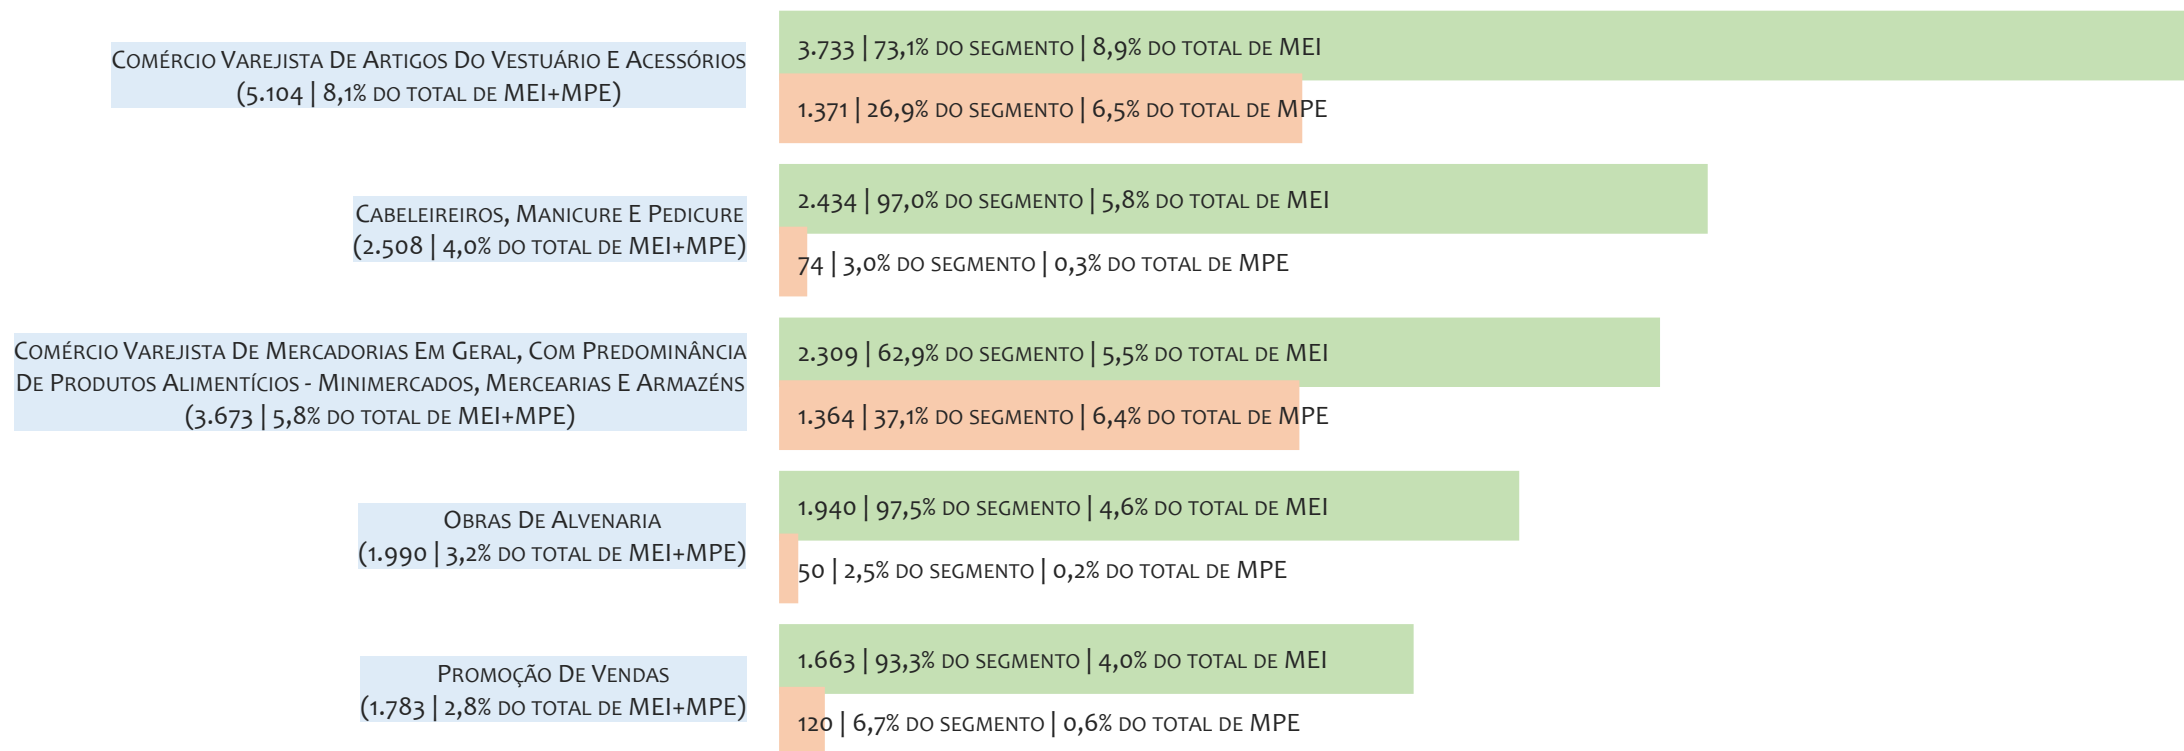 Comércio Varejista De Artigos Do Vestuário E Acessórios
(5.104 | 8,1% do total de MEI+MPE)
3.733 | 73,1% do segmento | 8,9% do total de MEI
1.371 | 26,9% do segmento | 6,5% do total de MPE
Cabeleireiros, Manicure E Pedicure
(2.508 | 4,0% do total de MEI+MPE)
2.434 | 97,0% do segmento | 5,8% do total de MEI
74 | 3,0% do segmento | 0,3% do total de MPE
Comércio Varejista De Mercadorias Em Geral, Com Predominância
De Produtos Alimentícios - Minimercados, Mercearias E Armazéns
(3.673 | 5,8% do total de MEI+MPE)
2.309 | 62,9% do segmento | 5,5% do total de MEI
1.364 | 37,1% do segmento | 6,4% do total de MPE
Obras De Alvenaria
(1.990 | 3,2% do total de MEI+MPE)
1.940 | 97,5% do segmento | 4,6% do total de MEI
50 | 2,5% do segmento | 0,2% do total de MPE
Promoção De Vendas
(1.783 | 2,8% do total de MEI+MPE)
1.663 | 93,3% do segmento | 4,0% do total de MEI
120 | 6,7% do segmento | 0,6% do total de MPE